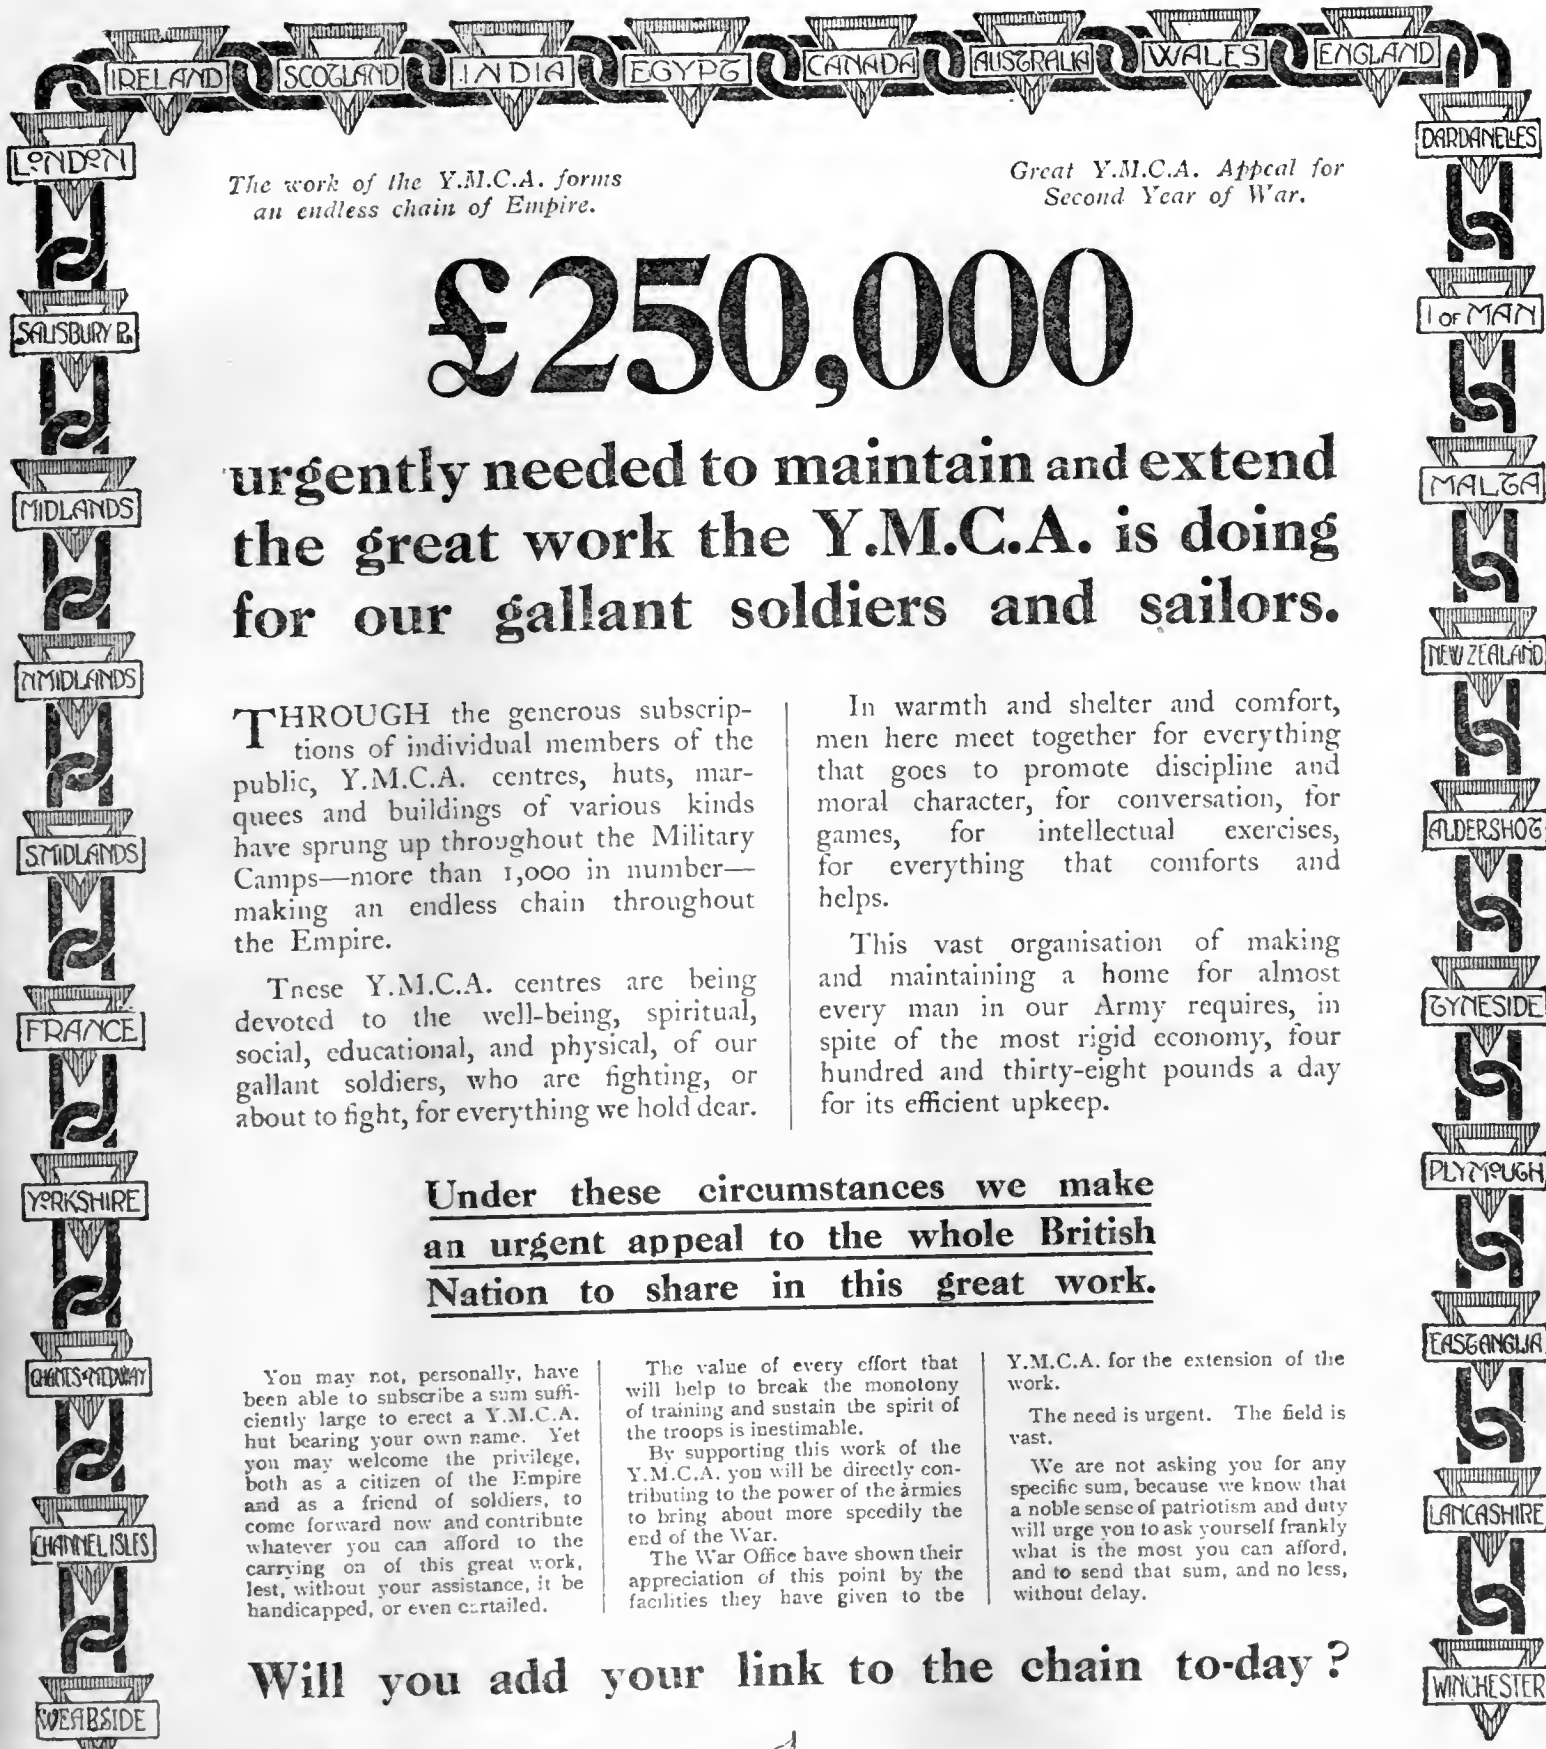 IRELAND
SCOTLAND
INDIA
EGYPT
CANADA
AUSTRALIA
WALES
ENGLAND
LONDON
SALISBURY P.
MIDLANDS
N MIDLANDS
S. MIDLANDS
FRANCE
YORKSHIRE
CHANNEL ISLES
DARDANELLES
I OF MAN
MALTA
NEW ZEALAND
ALDERSHOT
TYNESIDE
PLYMOUGH
EAST ANGLIA
LANCASHIRE
WINCHESTER
The work of the Y.M.C.A. forms
an endless chain of Empire.
Great Y.M.C.A. Appeal for
Second Year of War.
£250,000
urgently needed to maintain and extend
the great work the Y.M.C.A. is doing
for our gallant soldiers and sailors.
THROUGH the generous subscrip-
tions of individual members of the
public, Y.M.C.A. centres, huts, mar-
quees and buildings of various kinds
have sprung up throughout the Military
Camps—more than 1,000 in number—
making an endless chain throughout
the Empire.
These Y.M.C.A. centres are being
devoted to the well-being, spiritual,
social, educational, and physical, of our
gallant soldiers, who are fighting, or
about to fight, for everything we hold dear.
In warmth and shelter and comfort,
men here meet together for everything
that goes to promote discipline and
moral character, for conversation, for
games, for intellectual exercises,
for everything that comforts and
helps.
This vast organisation of making
and maintaining a home for almost
every man in our Army requires, in
spite of the most rigid economy, four
hundred and thirty-eight pounds a day
for its efficient upkeep.
Under these circumstances we make
an urgent appeal to the whole British
Nation to share in this great work.
You may not, personally, have
been able to subscribe a sum suffi-
ciently large to erect a Y.M.C.A.
hut bearing your own name. Yet
you may welcome the privilege,
both as a citizen of the Empire
and as a friend of soldiers, to
come forward now and contribute
whatever you can afford to the
carrying on of this great work,
lest, without your assistance, it be
handicapped, or even curtailed.
The value of every effort that
will help to break the monotony
of training and sustain the spirit of
the troops is inestimable.
By supporting this work of the
Y.M.C.A. you will be directly con-
tributing to the power of the armies
to bring about more speedily the
end of the War.
The War Office have shown their
appreciation of this point by the
facilities they have given to the
Y.M.C.A. for the extension of the
work.
The need is urgent. The field is
vast.
We are not asking you for any
specific sum, because we know that
a noble sense of patriotism and duty
will urge you to ask yourself frankly
what is the most you can afford,
and to send that sum, and no less,
without delay.
Will you add your link to the chain to-day?